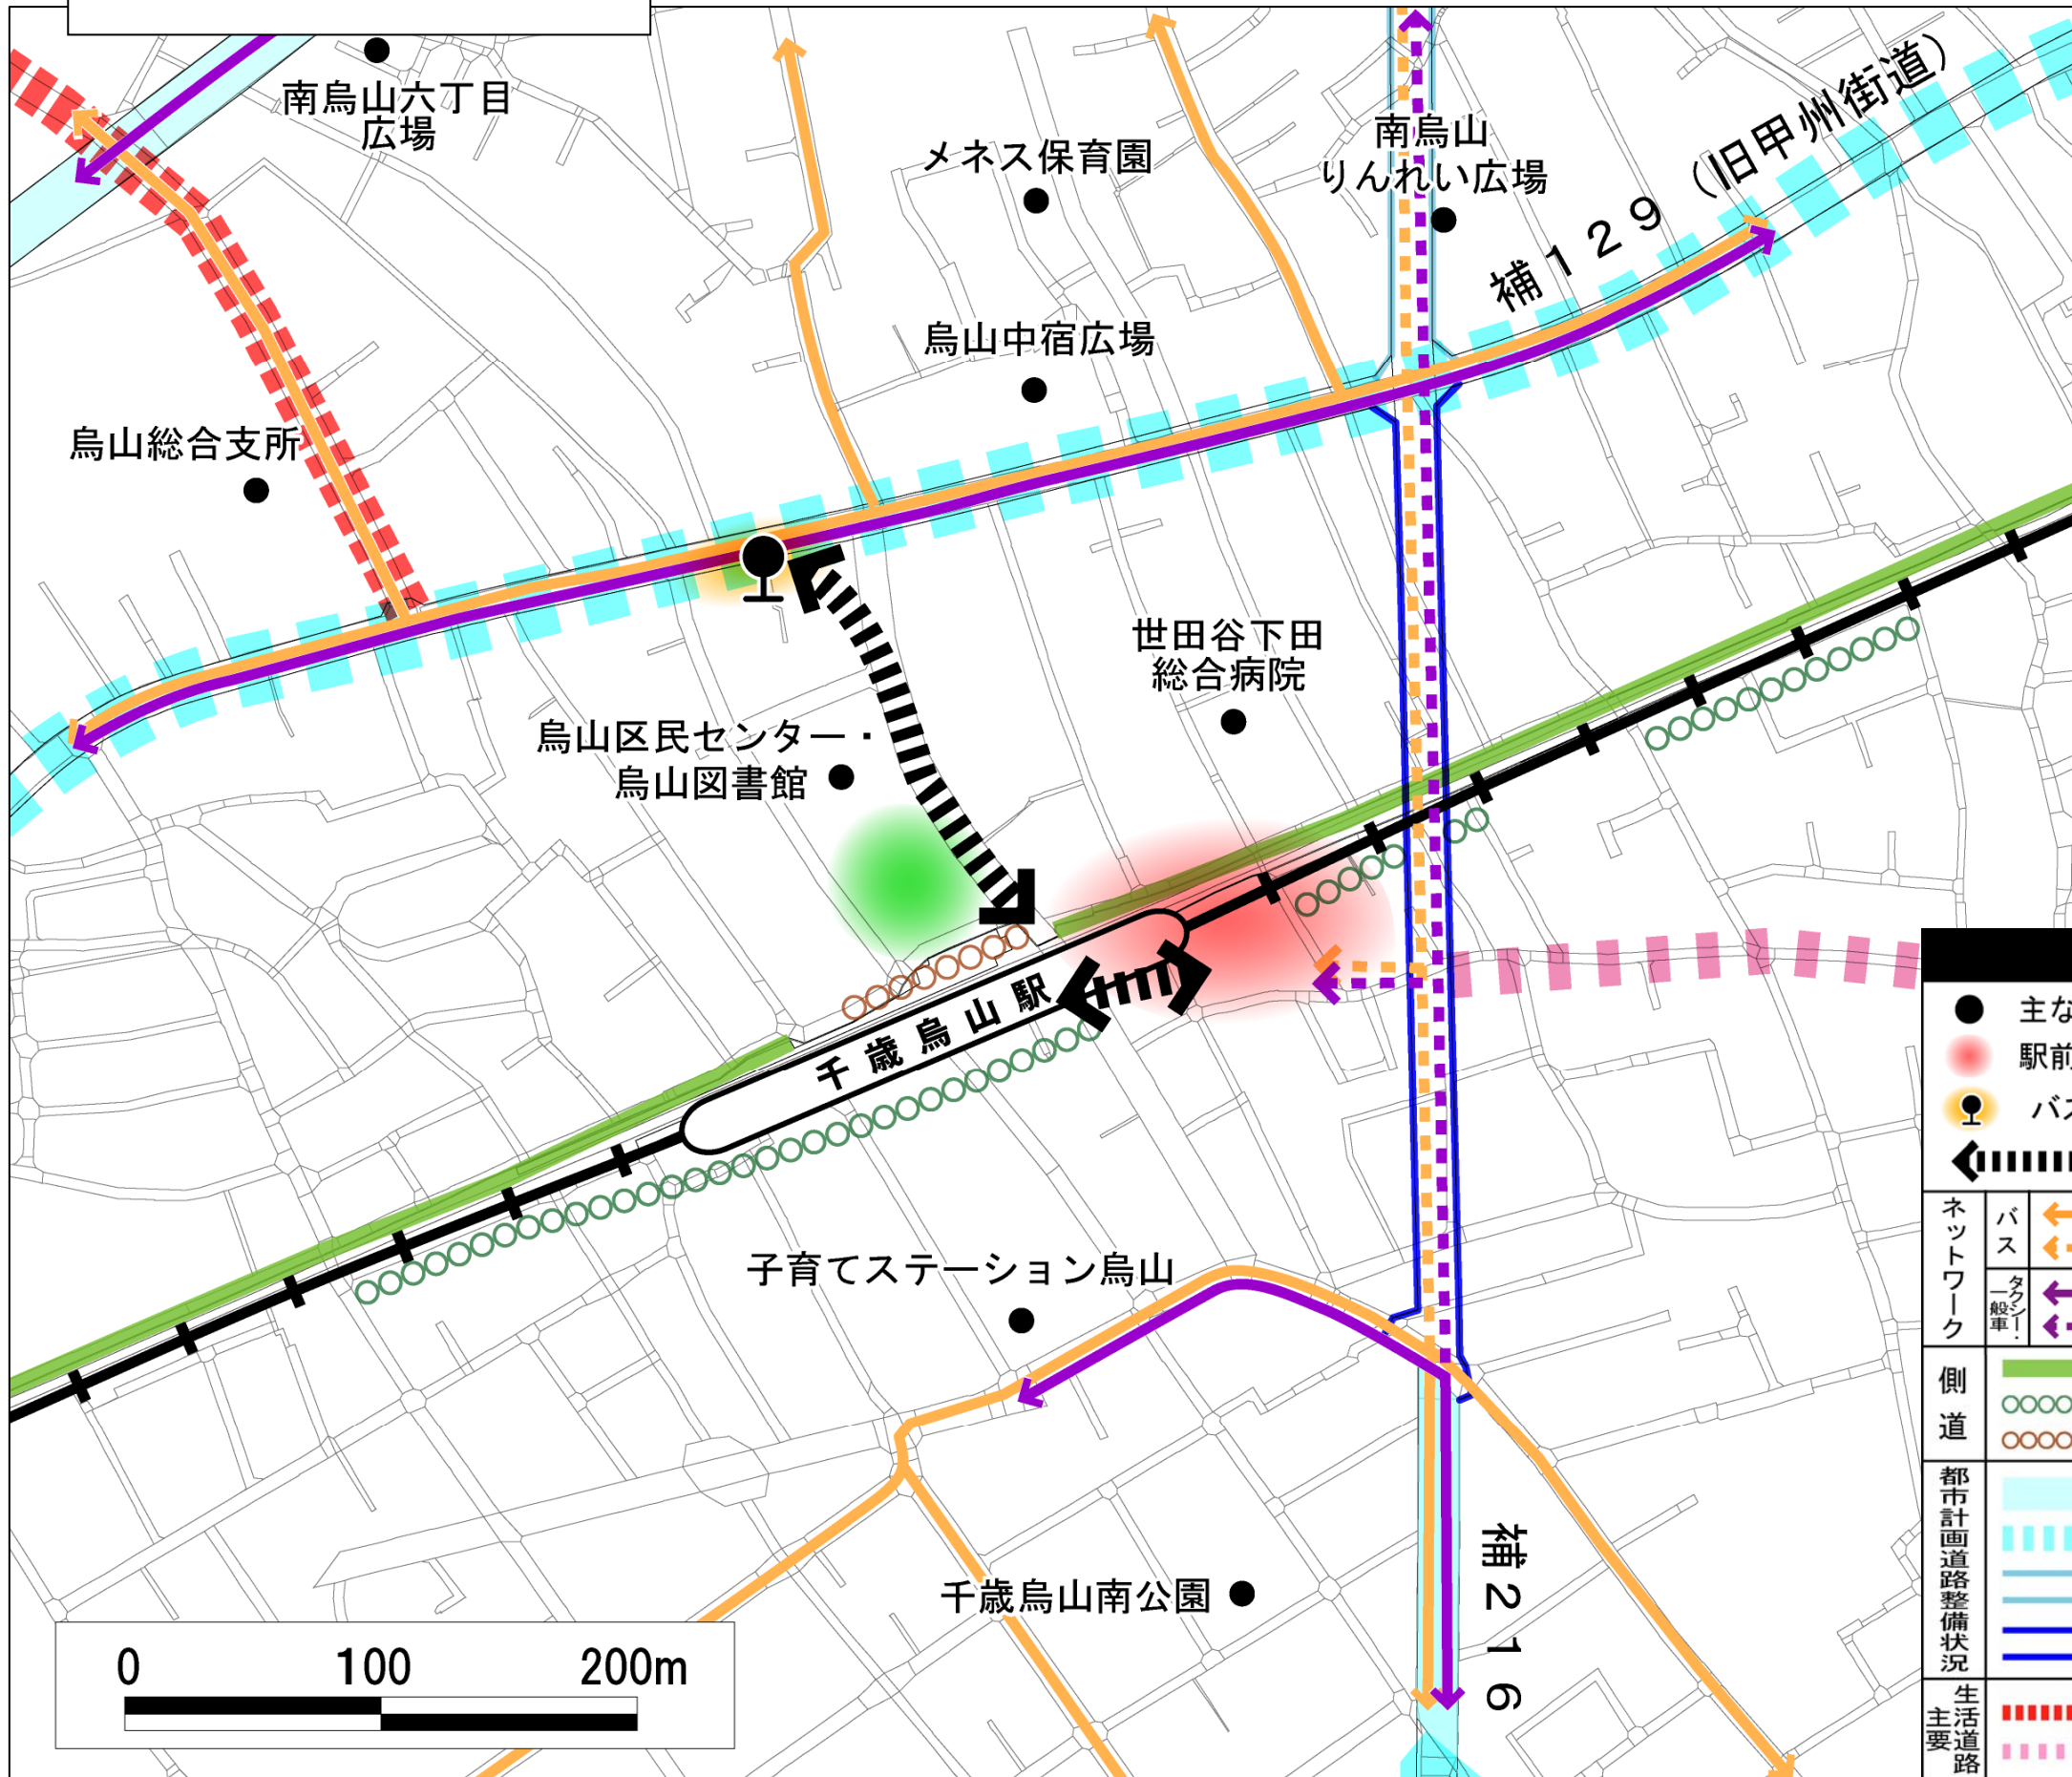 南烏山六丁目
広場
メネス保育園
南烏山
りんれい広場
補129（旧甲州街道）
烏山中宿広場
烏山総合支所
世田谷下田
総合病院
烏山区民センター・
烏山図書館
千歳烏山駅
子育てステーション烏山
千歳烏山南公園
補216
0 100 200m
主な
駅前
バス
ネットワーク
バス
タクシー・
一般車
側道
都市計画道路整備状況
主要
生活道路